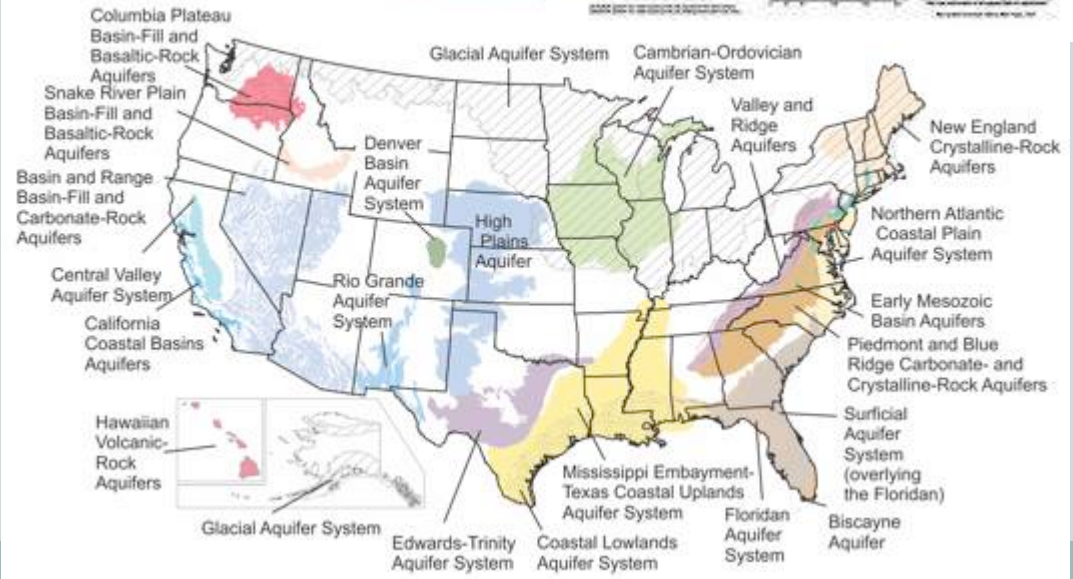 Columbia Plateau
Basin-Fill and
Basaltic-Rock
Aquifers
Snake River Plain
Basin-Fill and
Basaltic-Rock
Aquifers
Basin and Range
Basin-Fill and
Carbonate-Rock
Aquifers
Central Valley
Aquifer System
California
Coastal Basins
Aquifers
Hawaiian
Volcanic-
Rock
Aquifers
Glacial Aquifer System
Denver
Basin
Aquifer
System
Rio Grande
Aquifer
System
High
Plains
Aquifer
Glacial Aquifer System
Cambrian-Ordovician
Aquifer System
Valley and
Ridge
Aquifers
New England
Crystalline-Rock
Aquifers
Northern Atlantic
Coastal Plain
Aquifer System
Early Mesozoic
Basin Aquifers
Piedmont and Blue
Ridge Carbonate- and
Crystalline-Rock Aquifers
Surficial
Aquifer
System
(overlying
the Floridan)
Biscayne
Aquifer
Floridan
Aquifer
System
Mississippi Embayment-
Texas Coastal Uplands
Aquifer System
Coastal Lowlands
Aquifer System
Edwards-Trinity
Aquifer System